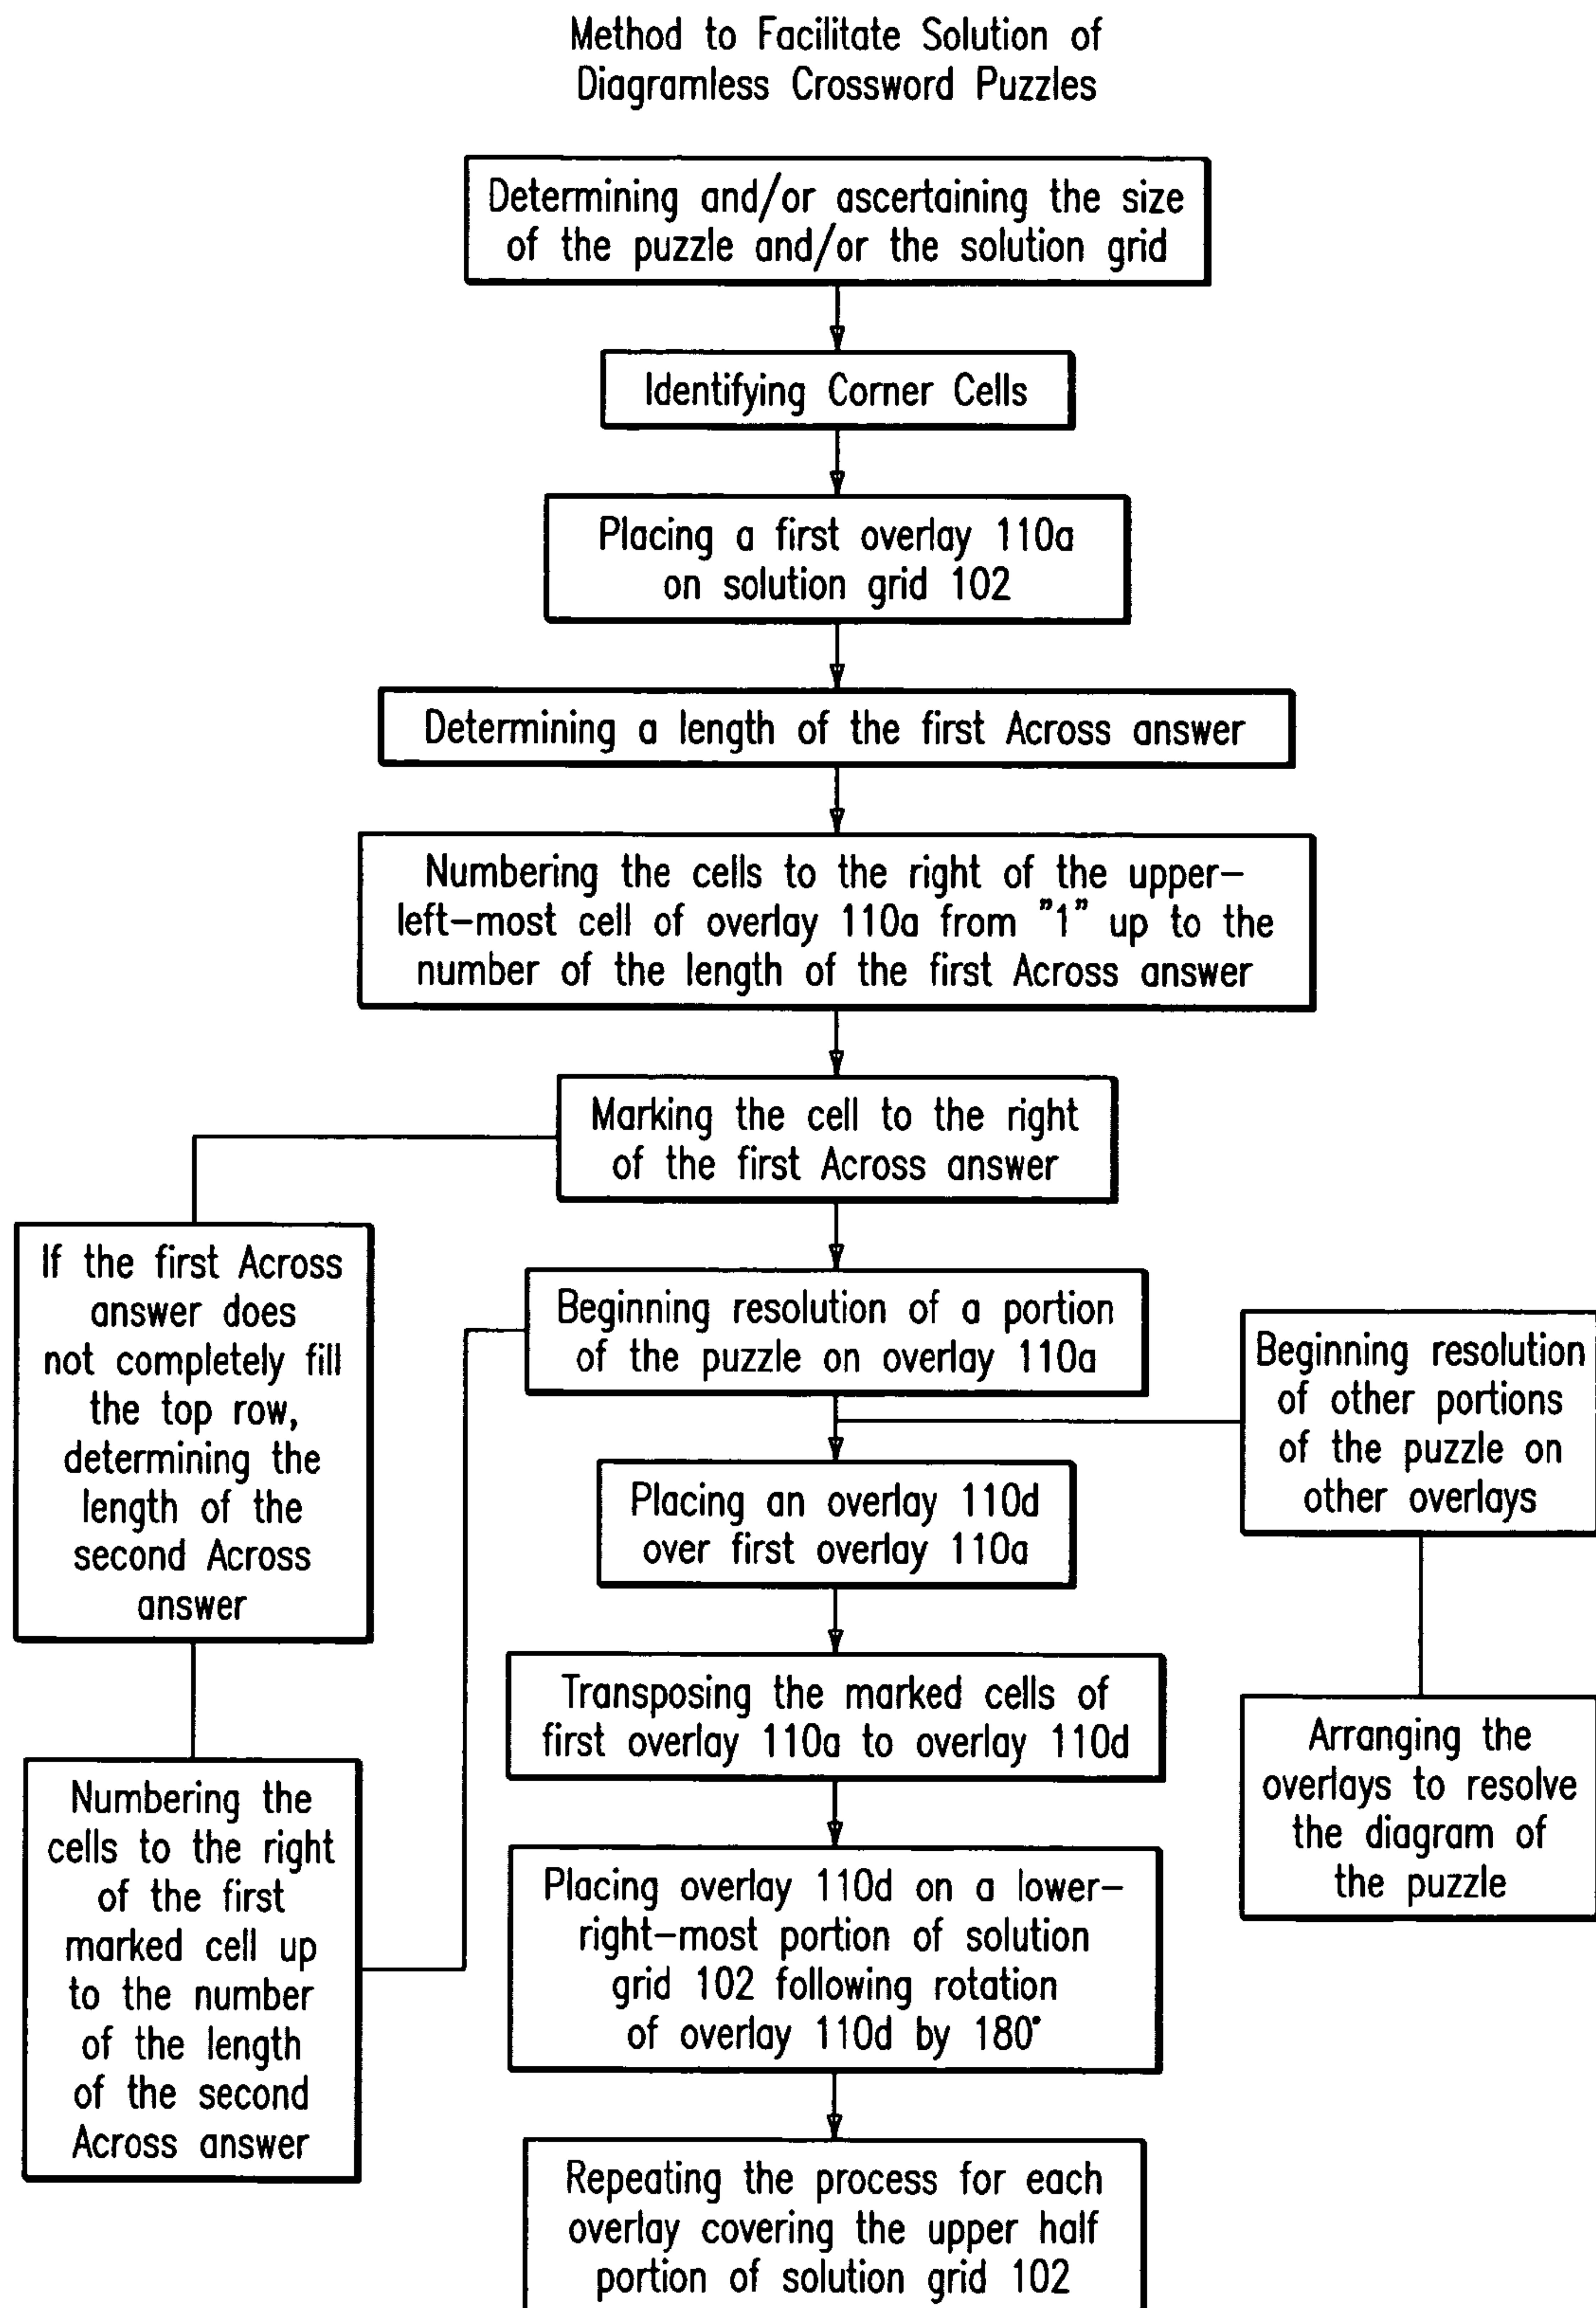 Method to Facilitate Solution of
Diagramless Crossword Puzzles
Determining and/or ascertaining the size
of the puzzle and/or the solution grid
Identifying Corner Cells
Placing a first overlay 110a
on solution grid 102
Determining a length of the first Across answer
Numbering the cells to the right of the upper–
left–most cell of overlay 110a from "1" up to the
number of the length of the first Across answer
Marking the cell to the right
of the first Across answer
If the first Across
answer does
not completely fill
the top row,
determining the
length of the
second Across
answer
Numbering the
cells to the right
of the first
marked cell up
to the number
of the length
of the second
Across answer
Beginning resolution of a portion
of the puzzle on overlay 110a
Beginning resolution
of other portions
of the puzzle on
other overlays
Arranging the
overlays to resolve
the diagram of
the puzzle
Placing an overlay 110d
over first overlay 110a
Transposing the marked cells of
first overlay 110a to overlay 110d
Placing overlay 110d on a lower–
right–most portion of solution
grid 102 following rotation
of overlay 110d by 180°
Repeating the process for each
overlay covering the upper half
portion of solution grid 102